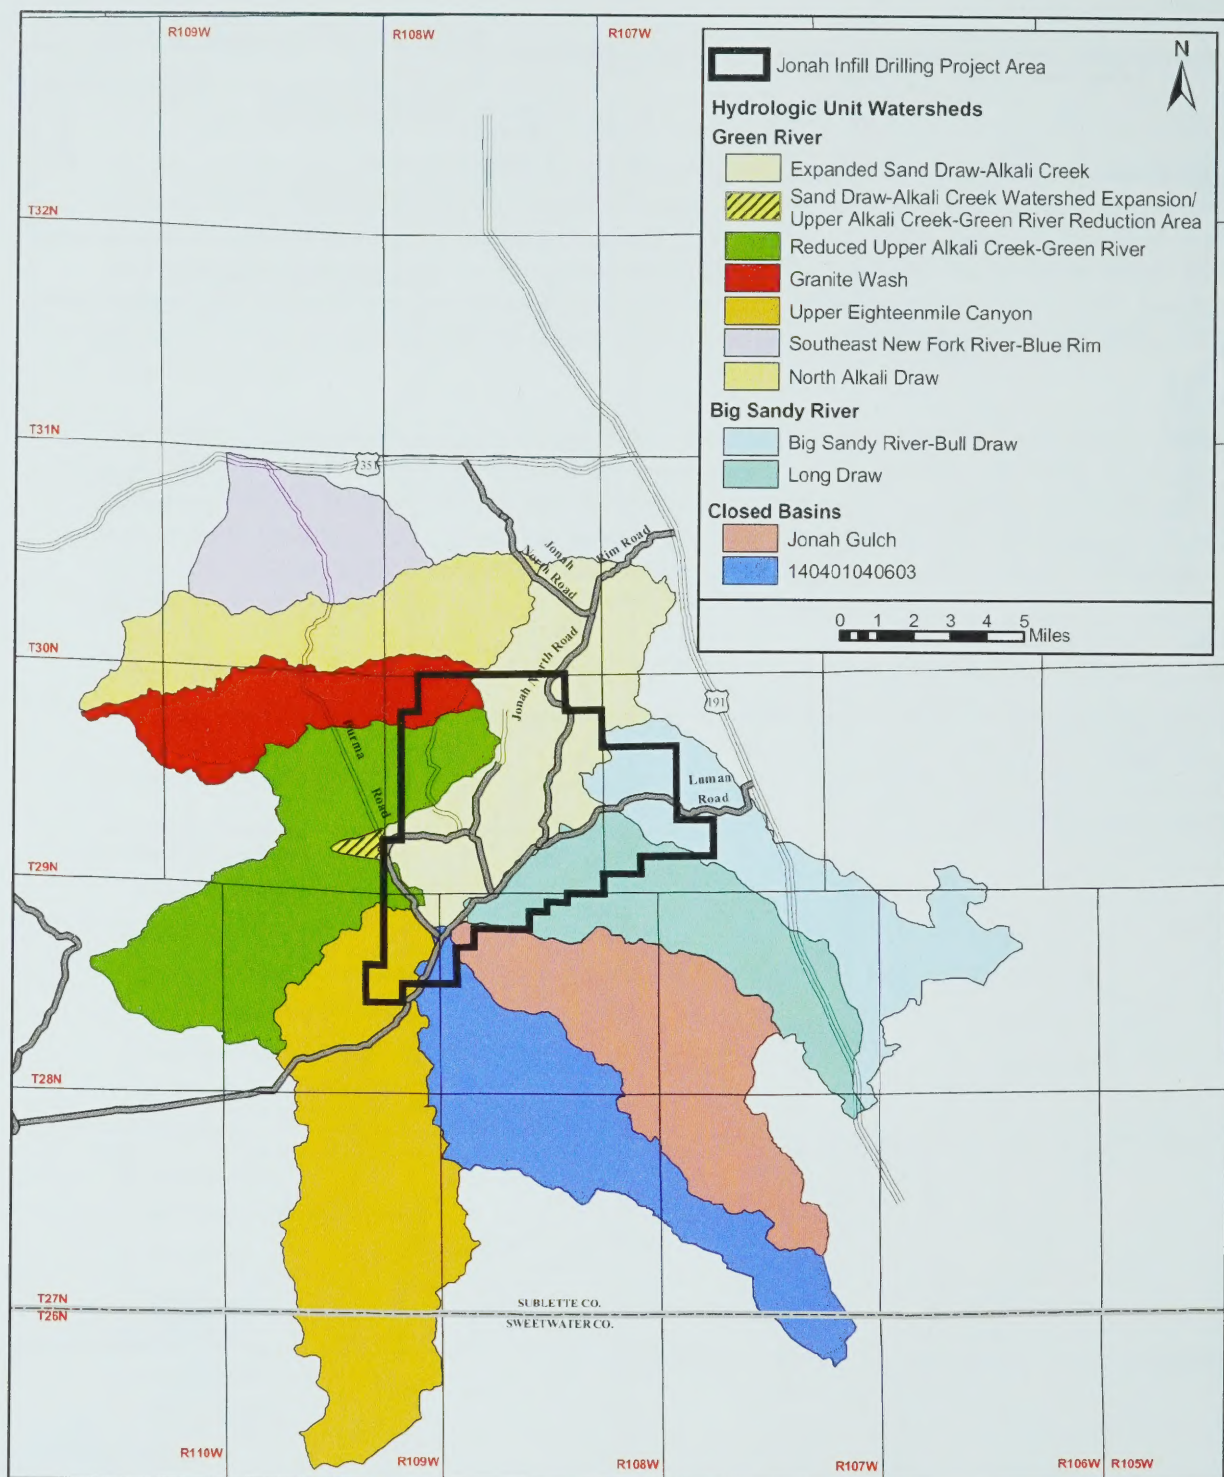 R109W
R108W
R107W
N
Jonah Infill Drilling Project Area
Hydrologic Unit Watersheds
Green River
Expanded Sand Draw-Alkali Creek
Sand Draw-Alkali Creek Watershed Expansion/
Upper Alkali Creek-Green River Reduction Area
Reduced Upper Alkali Creek-Green River
Granite Wash
Upper Eighteenmile Canyon
Southeast New Fork River-Blue Rim
North Alkali Draw
Big Sandy River
Big Sandy River-Bull Draw
Long Draw
Closed Basins
Jonah Gulch
140401040603
0 1 2 3 4 5
Miles
T32N
T31N
351
Jonah
North Road
Rim Road
T30N
Jonah North Road
191
Burma
Road
Luman
Road
T29N
T28N
T27N
T26N
SUBLETTE CO.
SWEETWATER CO.
R110W
R109W
R108W
R107W
R106W
R105W